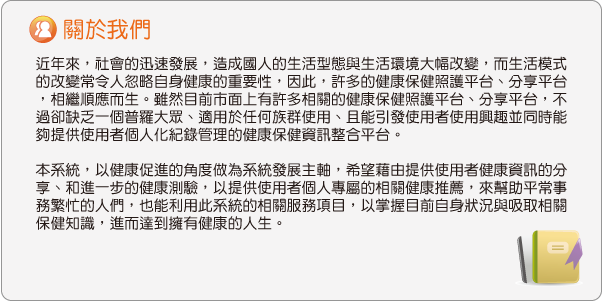 關於我們
近年來，社會的迅速發展，造成國人的生活型態與生活環境大幅改變，而生活模式
的改變常令人忽略自身健康的重要性，因此，許多的健康保健照護平台、分享平台
，相繼順應而生。雖然目前市面上有許多相關的健康保健照護平台、分享平台，不
過卻缺乏一個普羅大眾、適用於任何族群使用、且能引發使用者使用興趣並同時能
夠提供使用者個人化紀錄管理的健康保健資訊整合平台。
本系統，以健康促進的角度做為系統發展主軸，希望藉由提供使用者健康資訊的分
享、和進一步的健康測驗，以提供使用者個人專屬的相關健康推薦，來幫助平常事
務繁忙的人們，也能利用此系統的相關服務項目，以掌握目前自身狀況與吸取相關
保健知識，進而達到擁有健康的人生。